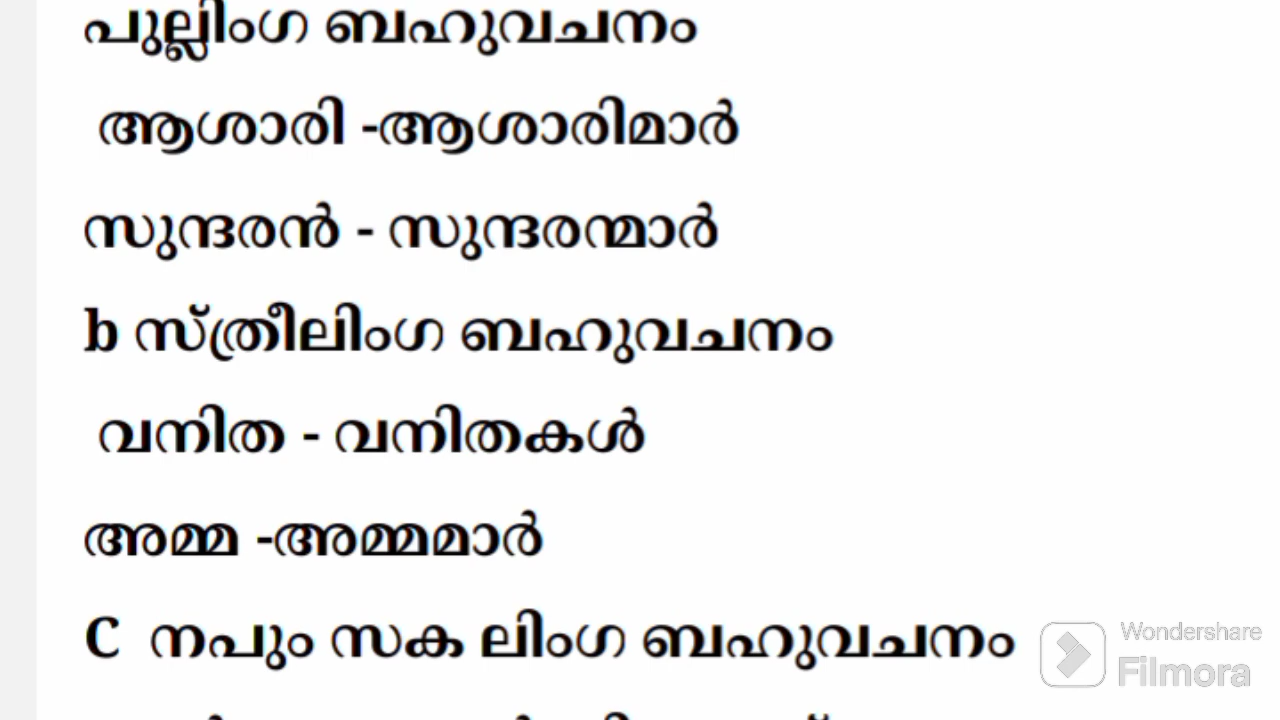 പുല്ലിംഗ ബഹുവചനം
ആശാരി -ആശാരിമാർ
സുന്ദരൻ - സുന്ദരന്മാർ
b സ്ത്രീലിംഗ ബഹുവചനം
വനിത - വനിതകൾ
അമ്മ -അമ്മമാർ
C നപും സക ലിംഗ ബഹുവചനം
Wondershare
Filmora